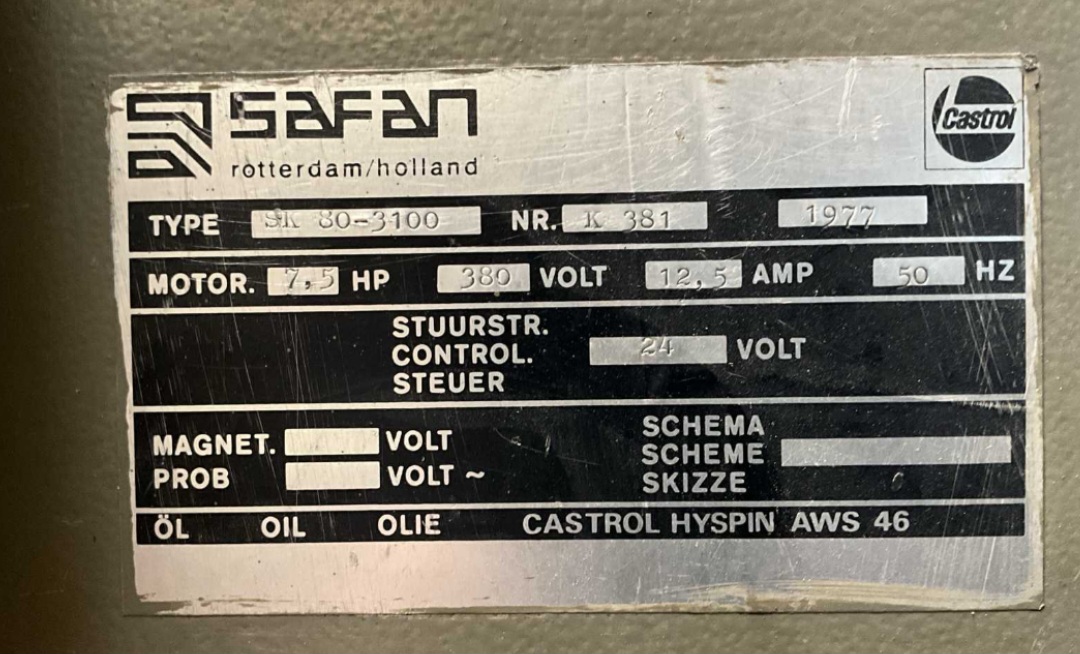 SAFAN
Castrol
rotterdam/holland
TYPE SK 80-3100 NR. K 381 1977
MOTOR. 7,5 HP 380 VOLT 12,5 AMP 50 HZ
STUURSTR.
CONTROL. 24 VOLT
STEUER
MAGNET. VOLT
PROB VOLT ~
SCHEMA
SCHEME
SKIZZE
ÖL OIL OLIE CASTROL HYSPIN AWS 46